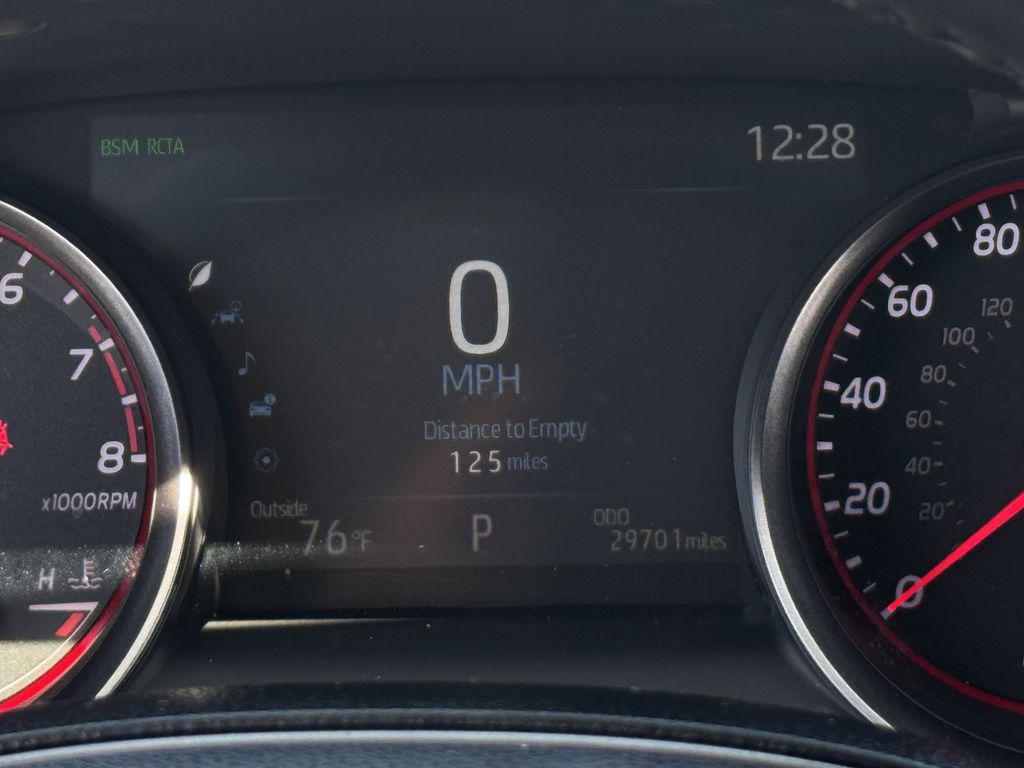 BSM RCTA
12:28
0
MPH
Distance to Empty
125 miles
Outside
76°F
P
ODO
29701 miles
6
7
8
x1000RPM
H
80
60
40
20
0
120
100
80
60
40
20